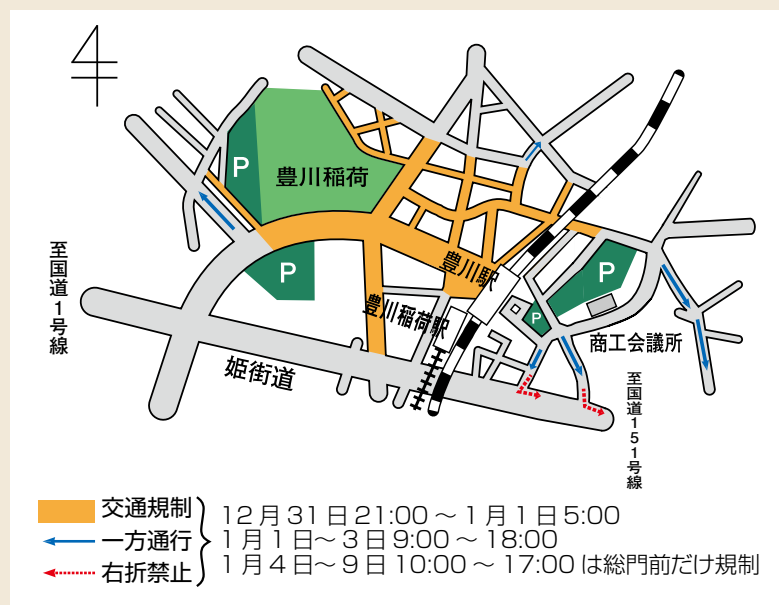 P
豊川稲荷
P
豊川駅
P
P
豊川稲荷駅
商工会議所
至国道1号線
姫街道
至国道151号線
交通規制
一方通行
右折禁止
12月31日21:00～1月1日5:00
1月1日～3日9:00～18:00
1月4日～9日10:00～17:00は総門前だけ規制